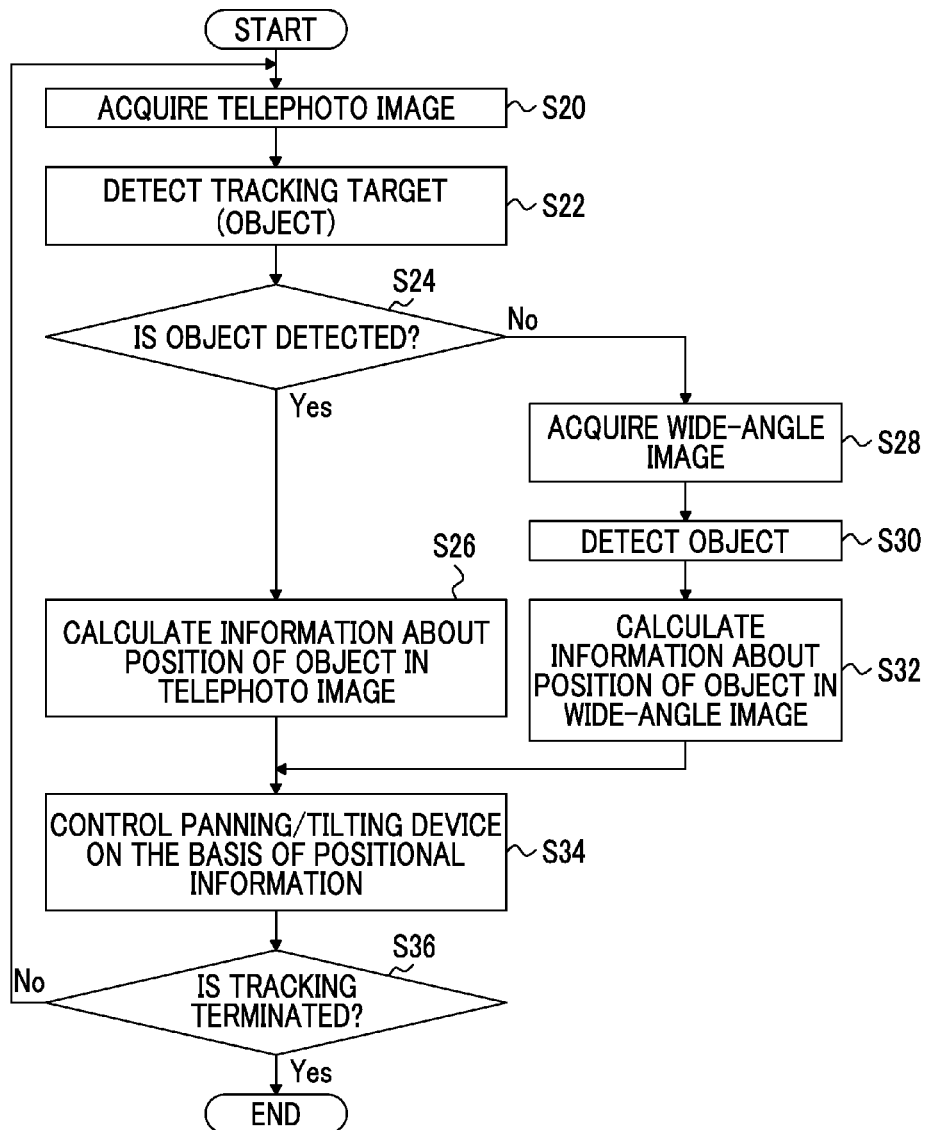 START
ACQUIRE TELEPHOTO IMAGE
S20
DETECT TRACKING TARGET
(OBJECT)
S22
S24
IS OBJECT DETECTED?
No
Yes
ACQUIRE WIDE-ANGLE
IMAGE
S28
DETECT OBJECT
S30
S26
CALCULATE INFORMATION ABOUT
POSITION OF OBJECT IN
TELEPHOTO IMAGE
CALCULATE
INFORMATION ABOUT
POSITION OF OBJECT IN
WIDE-ANGLE IMAGE
S32
CONTROL PANNING/TILTING DEVICE
ON THE BASIS OF POSITIONAL
INFORMATION
S34
S36
No
IS TRACKING
TERMINATED?
Yes
END